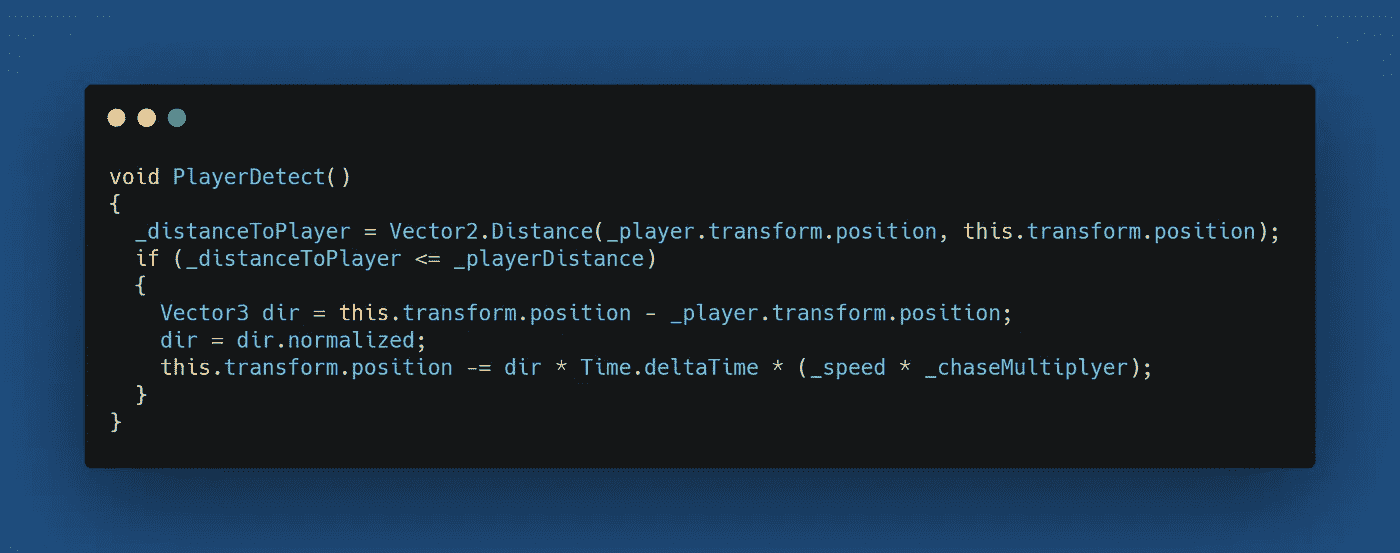 void PlayerDetect()
{
  _distanceToPlayer = Vector2.Distance(_player.transform.position, this.transform.position);
  if (_distanceToPlayer <= _playerDistance)
  {
    Vector3 dir = this.transform.position - _player.transform.position;
    dir = dir.normalized;
    this.transform.position -= dir * Time.deltaTime * (_speed * _chaseMultiplyer);
  }
}